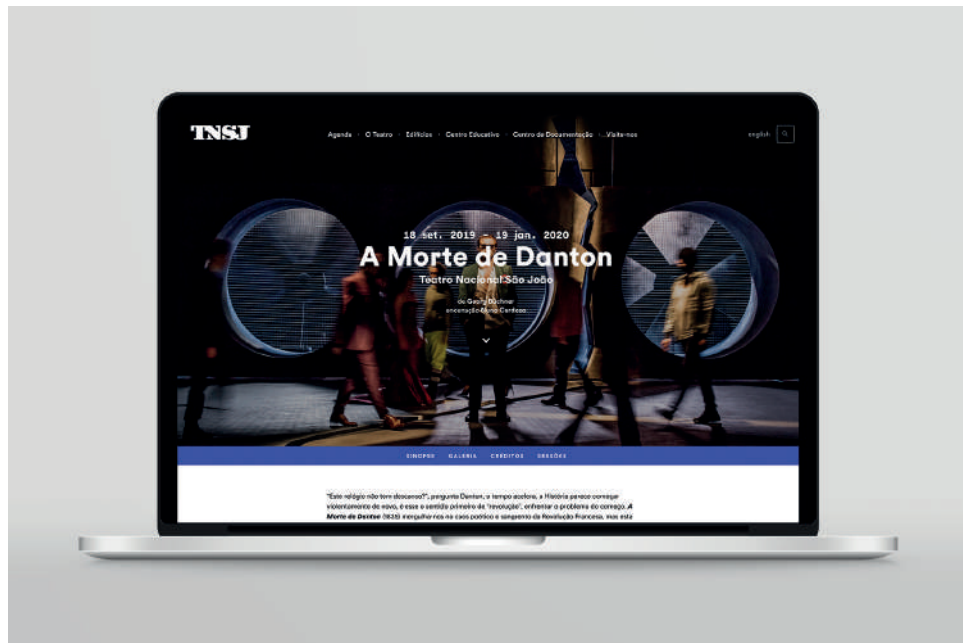 TNSJ
Agenda · O Teatro · Edifícios · Centro Educativo · Centro de Documentação · Visite-nos
english
18 set. 2019 – 19 jan. 2020
A Morte de Danton
Teatro Nacional São João
de Georg Büchner
encenação Nuno Cardoso
SINOPSE GALERIA CRÉDITOS SESSÕES
"Este relógio não tem descanso?", pergunta Danton, o tempo acelera, a História parece começar
violentamente de novo, é esse o sentido primeiro de "revolução", enfrentar o problema do começo. A
Morte de Danton (1835) mergulha-nos no caos poético e sangrento da Revolução Francesa, mas está